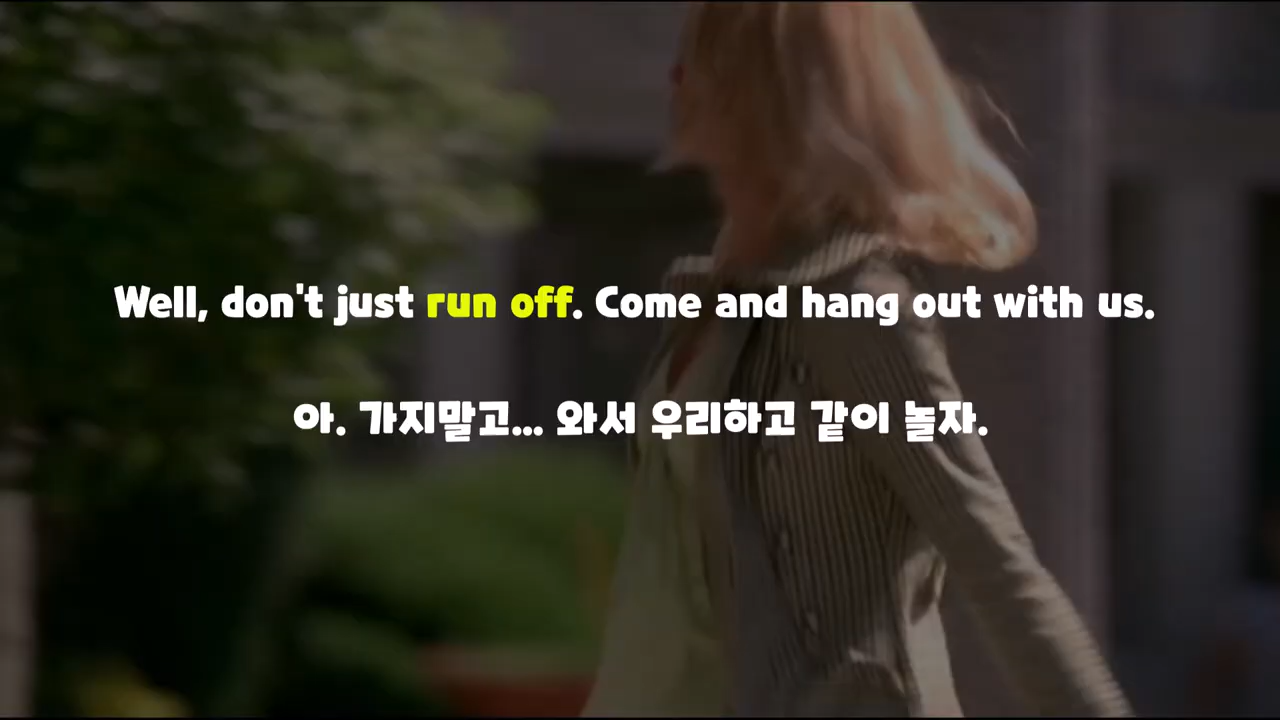 Well, don't just run off. Come and hang out with us.
아. 가지말고... 와서 우리하고 같이 놀자.